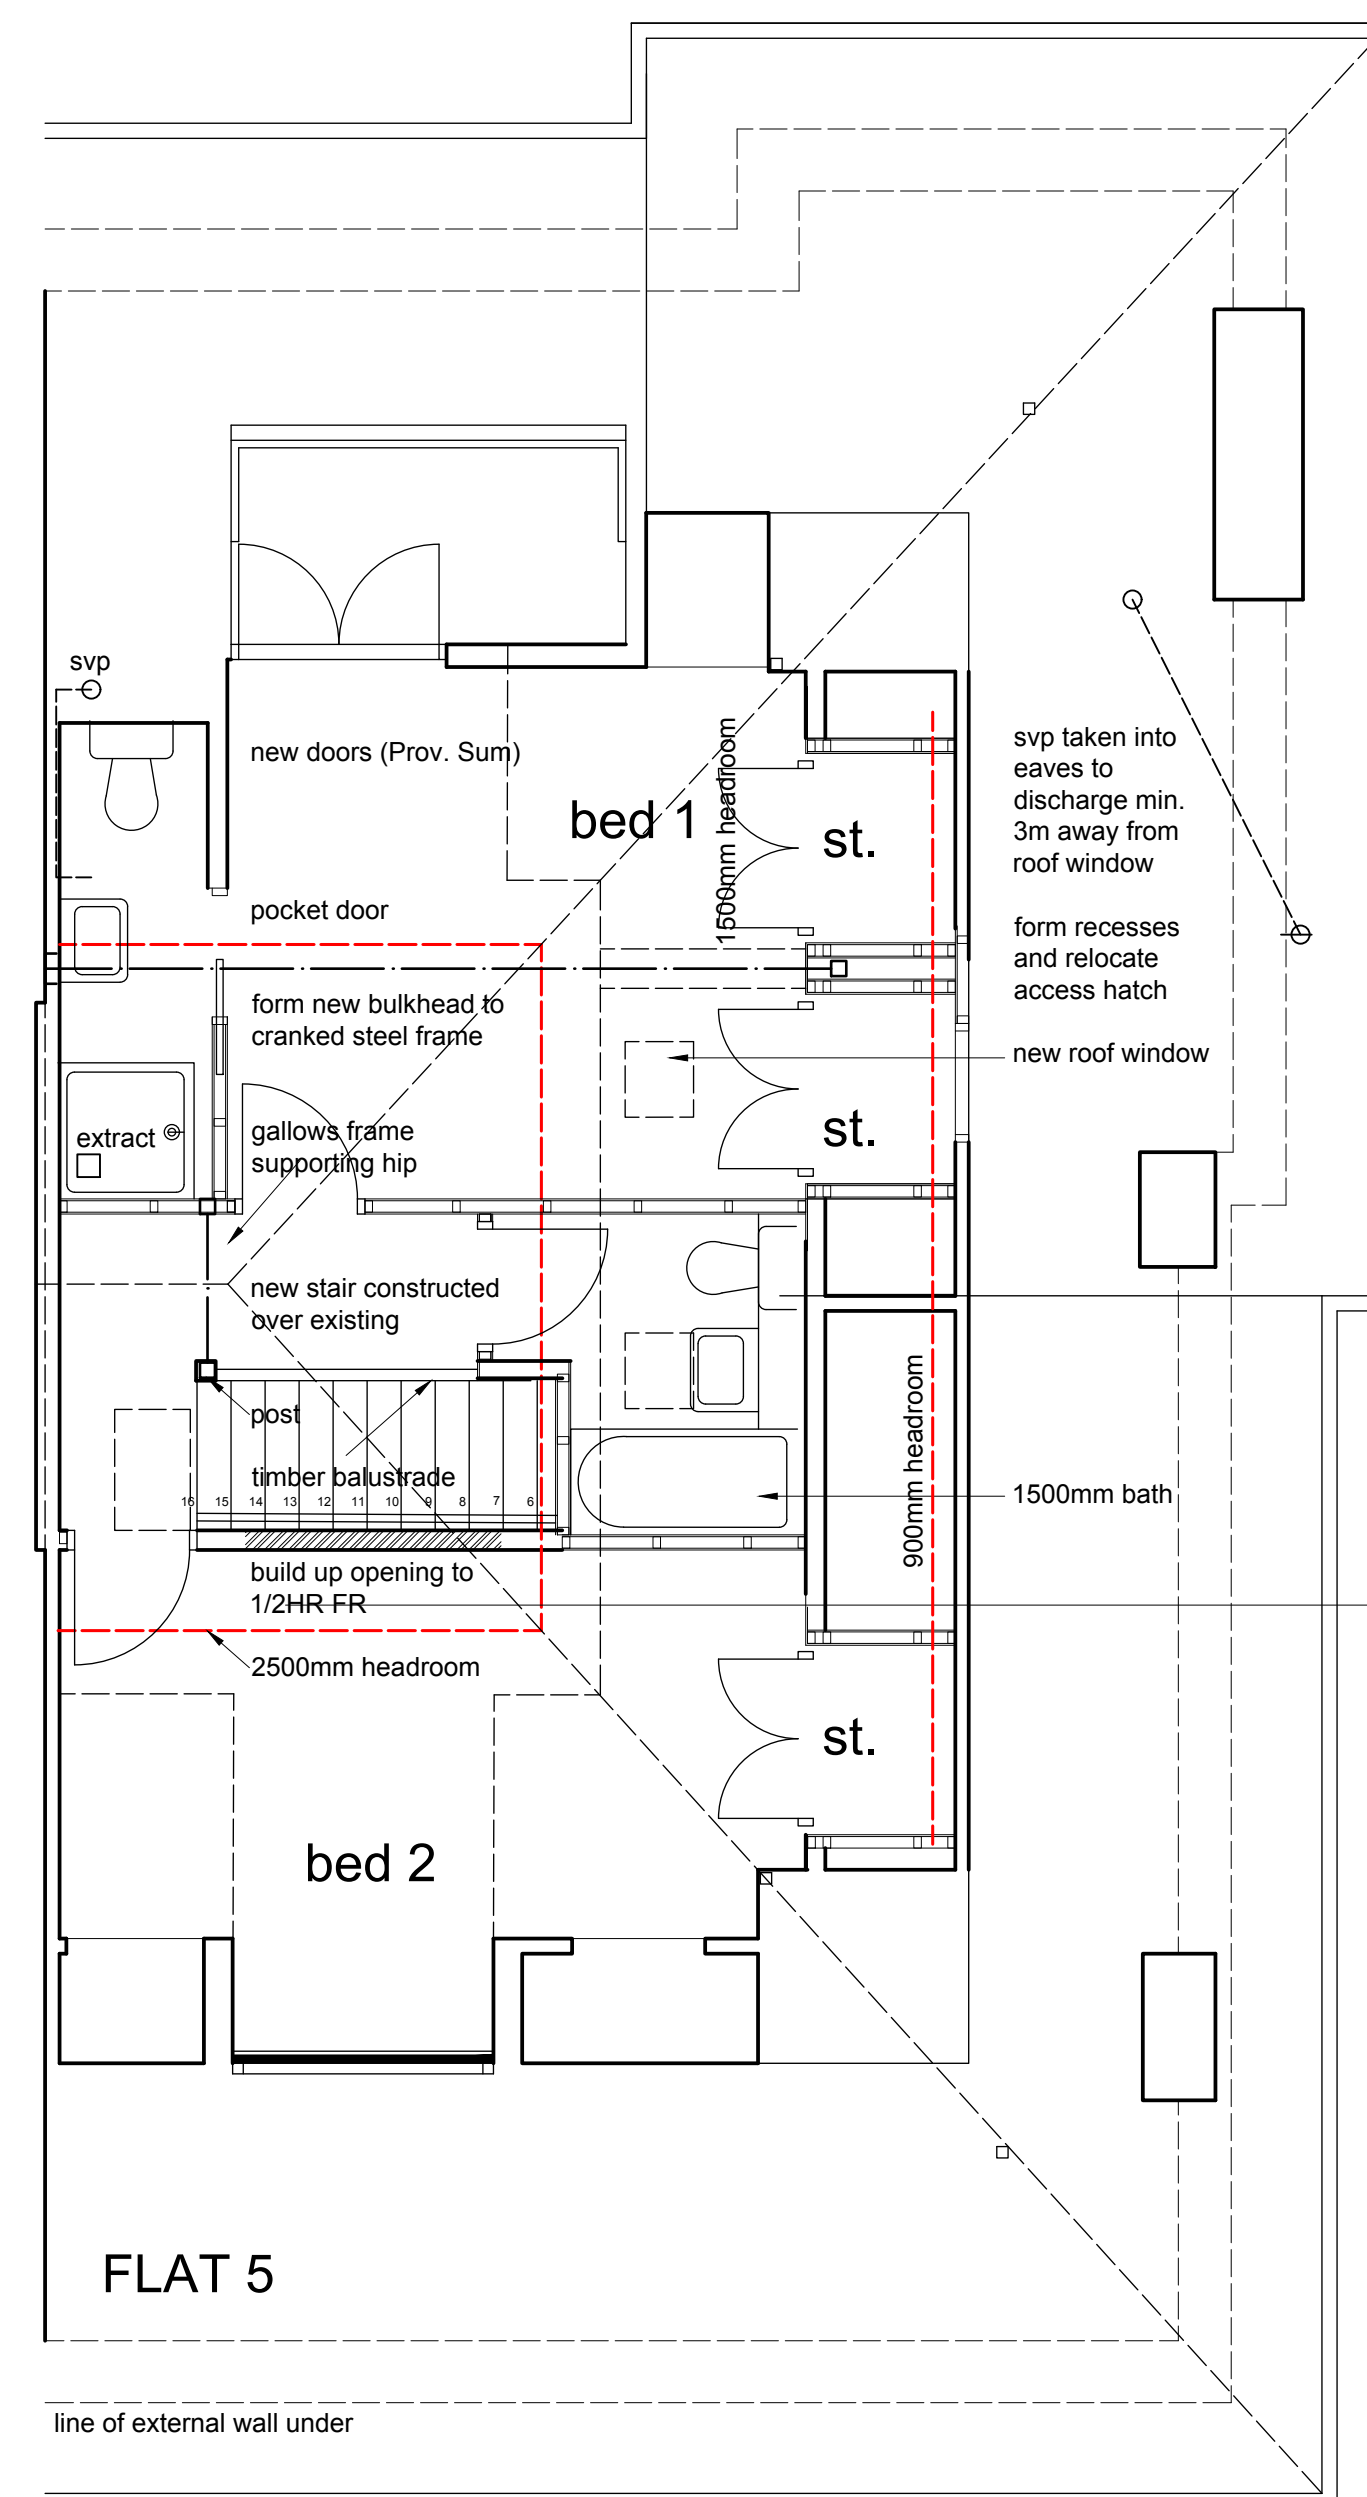 svp
new doors (Prov. Sum)
bed 1
1500mm headroom
st.
svp taken into
eaves to
discharge min.
3m away from
roof window
pocket door
form recesses
and relocate
access hatch
form new bulkhead to
cranked steel frame
new roof window
extract
gallows frame
supporting hip
st.
new stair constructed
over existing
post
900mm headroom
timber balustrade
1500mm bath
16 15 14 13 12 11 10 9 8 7 6
build up opening to
1/2HR FR
2500mm headroom
st.
bed 2
FLAT 5
line of external wall under